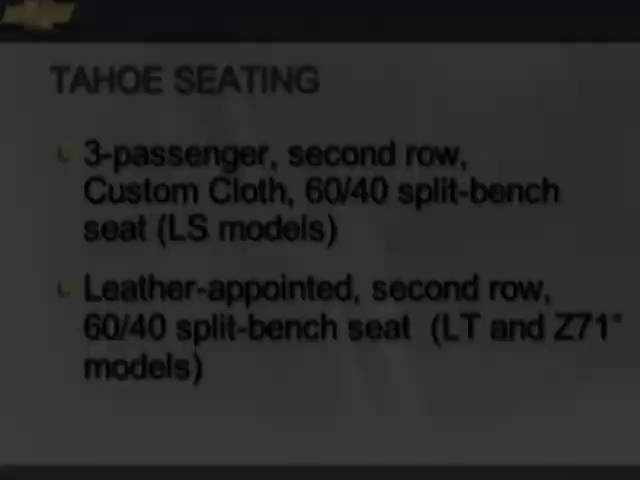 TAHOE SEATING
3-passenger, second row,
Custom Cloth, 60/40 split-bench
seat (LS models)
Leather-appointed, second row,
60/40 split-bench seat (LT and Z71"
models)